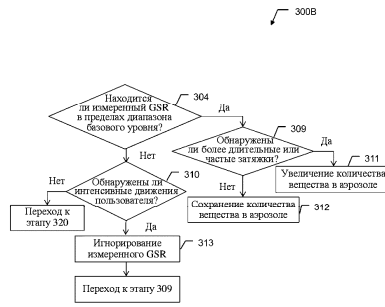 300B
Находится
ли измеренный GSR
в пределах диапазона
базового уровня?
304
Да
Обнаружены
ли более длительные или
частые затяжки?
309
Да
311
Увеличение количества
вещества в аэрозоле
Нет
Сохранение количества
вещества в аэрозоле
312
Нет
Обнаружены ли
интенсивные движения
пользователя?
310
Нет
Переход к
этапу 320
Да
Игнорирование
измеренного GSR
313
Переход к этапу 309